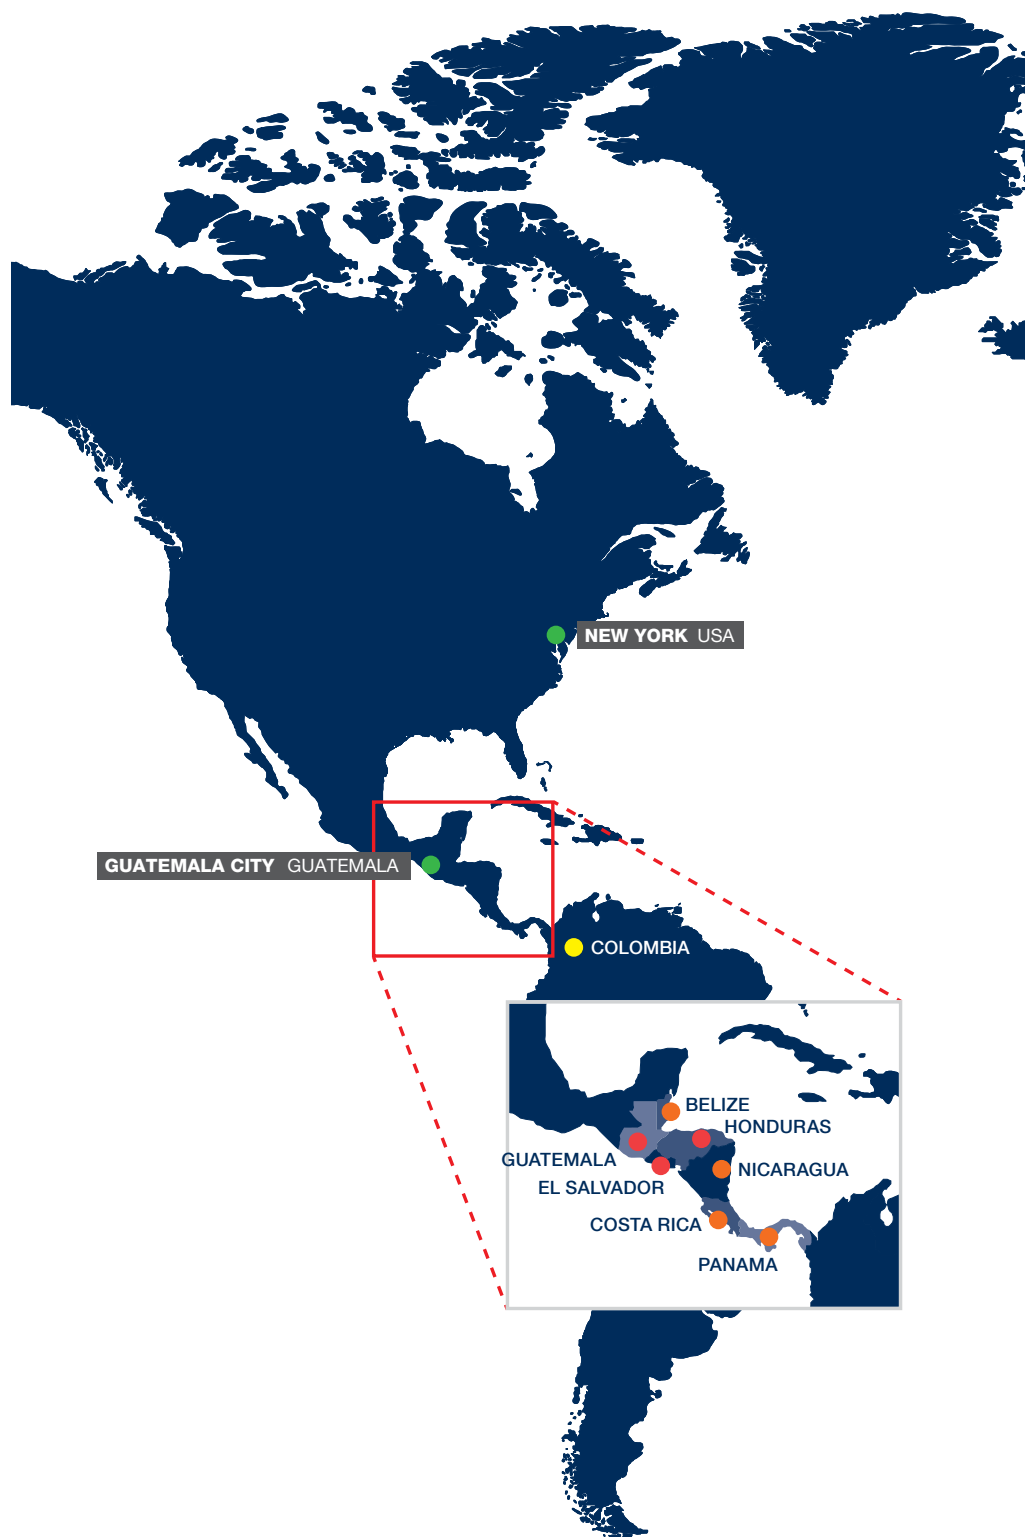 NEW YORK USA
GUATEMALA CITY GUATEMALA
COLOMBIA
BELIZE
HONDURAS
GUATEMALA
NICARAGUA
EL SALVADOR
COSTA RICA
PANAMA